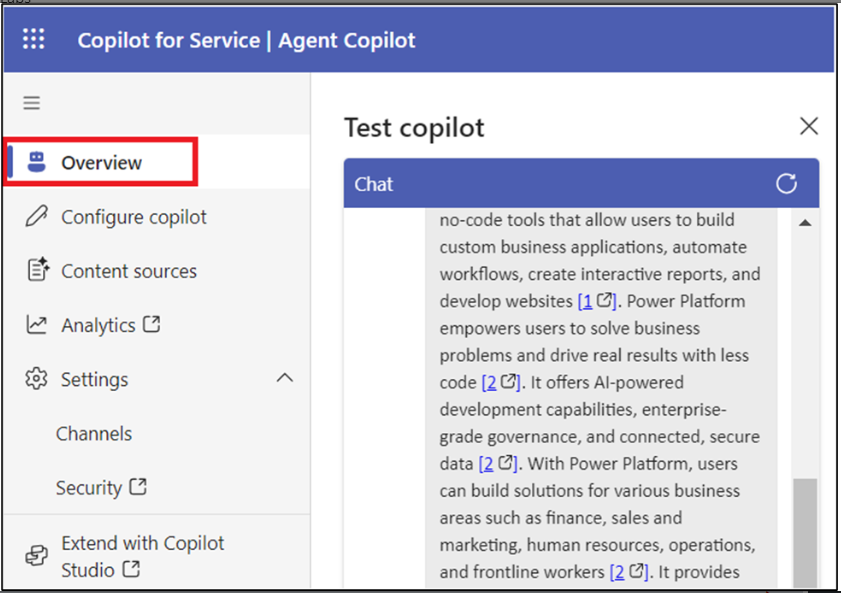 Copilot for Service | Agent Copilot
Overview
Configure copilot
Content sources
Analytics
Settings
Channels
Security
Extend with Copilot
Studio
Test copilot
Chat
no-code tools that allow users to build
custom business applications, automate
workflows, create interactive reports, and
develop websites [1]. Power Platform
empowers users to solve business
problems and drive real results with less
code [2]. It offers AI-powered
development capabilities, enterprise-
grade governance, and connected, secure
data [2]. With Power Platform, users
can build solutions for various business
areas such as finance, sales and
marketing, human resources, operations,
and frontline workers [2]. It provides